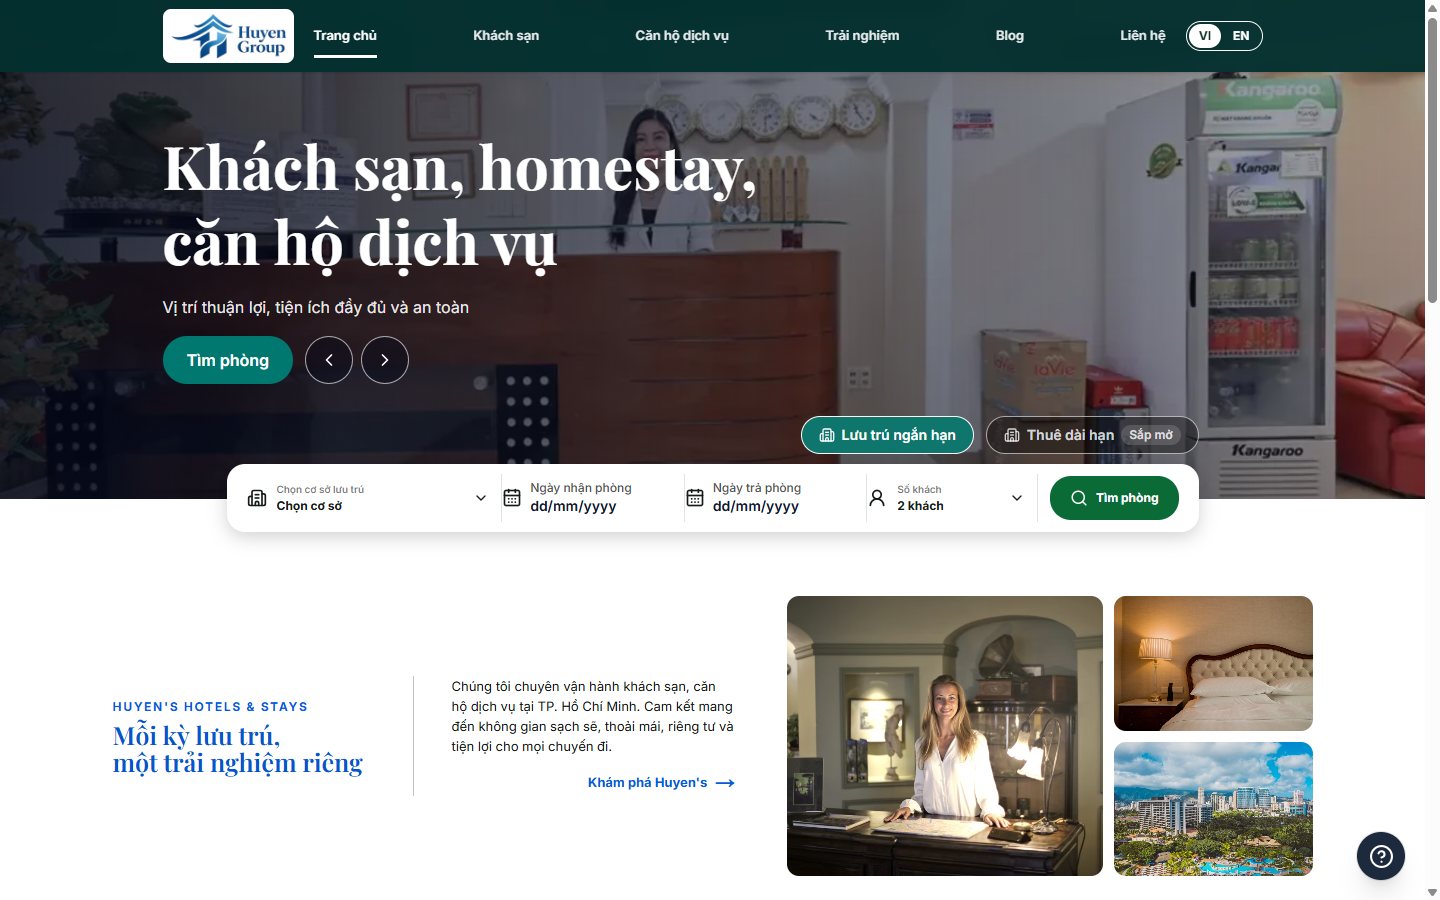 Huyen
Group
Trang chủ
Khách sạn
Căn hộ dịch vụ
Trải nghiệm
Blog
Liên hệ
VI
EN
Khách sạn, homestay,
căn hộ dịch vụ
Vị trí thuận lợi, tiện ích đầy đủ và an toàn
Tìm phòng
Kangaroo
Kangar
Kangaroo
LaVie
Lưu trú ngắn hạn
Thuê dài hạn
Sắp mở
Chọn cơ sở lưu trú
Chọn cơ sở
Ngày nhận phòng
dd/mm/yyyy
Ngày trả phòng
dd/mm/yyyy
Số khách
2 khách
Tìm phòng
HUYEN'S HOTELS & STAYS
Mỗi kỳ lưu trú,
một trải nghiệm riêng
Chúng tôi chuyên vận hành khách sạn, căn
hộ dịch vụ tại TP. Hồ Chí Minh. Cam kết mang
đến không gian sạch sẽ, thoải mái, riêng tư và
tiện lợi cho mọi chuyến đi.
Khám phá Huyen's